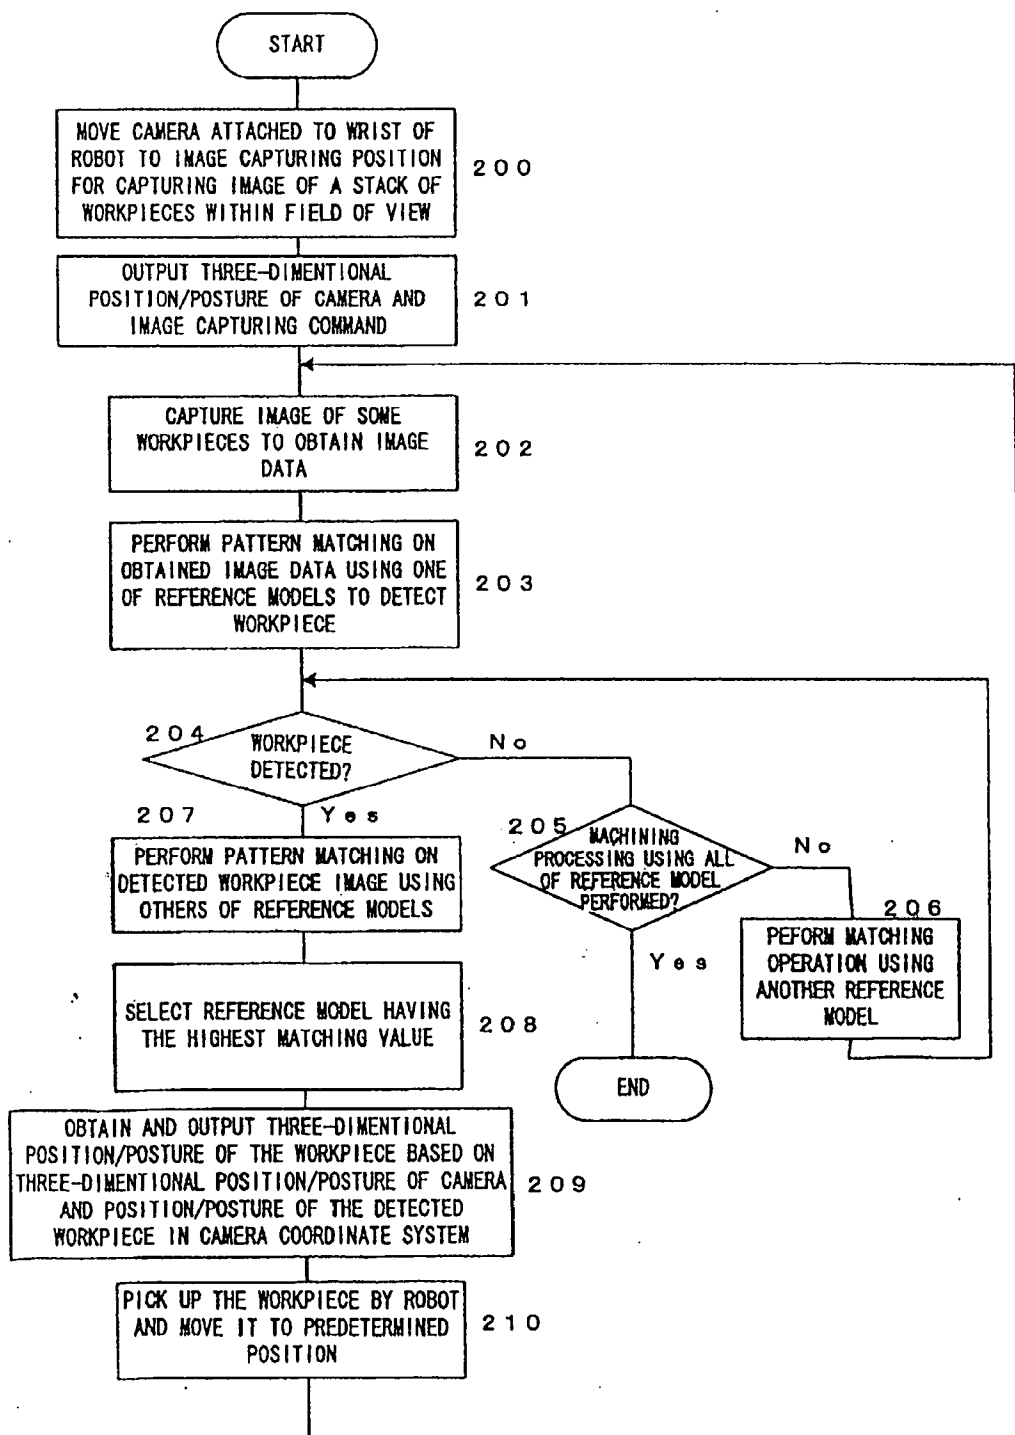 START
MOVE CAMERA ATTACHED TO WRIST OF
ROBOT TO IMAGE CAPTURING POSITION
FOR CAPTURING IMAGE OF A STACK OF
WORKPIECES WITHIN FIELD OF VIEW
200
OUTPUT THREE-DIMENTIONAL
POSITION/POSTURE OF CAMERA AND
IMAGE CAPTURING COMMAND
201
CAPTURE IMAGE OF SOME
WORKPIECES TO OBTAIN IMAGE
DATA
202
PERFORM PATTERN MATCHING ON
OBTAINED IMAGE DATA USING ONE
OF REFERENCE MODELS TO DETECT
WORKPIECE
203
204
WORKPIECE
DETECTED?
No
Yes
205
MACHINING
PROCESSING USING ALL
OF REFERENCE MODEL
PERFORMED?
No
Yes
206
PEFORM MATCHING
OPERATION USING
ANOTHER REFERENCE
MODEL
END
207
PERFORM PATTERN MATCHING ON
DETECTED WORKPIECE IMAGE USING
OTHERS OF REFERENCE MODELS
SELECT REFERENCE MODEL HAVING
THE HIGHEST MATCHING VALUE
208
OBTAIN AND OUTPUT THREE-DIMENTIONAL
POSITION/POSTURE OF THE WORKPIECE BASED ON
THREE-DIMENTIONAL POSITION/POSTURE OF CAMERA
AND POSITION/POSTURE OF THE DETECTED
WORKPIECE IN CAMERA COORDINATE SYSTEM
209
PICK UP THE WORKPIECE BY ROBOT
AND MOVE IT TO PREDETERMINED
POSITION
210